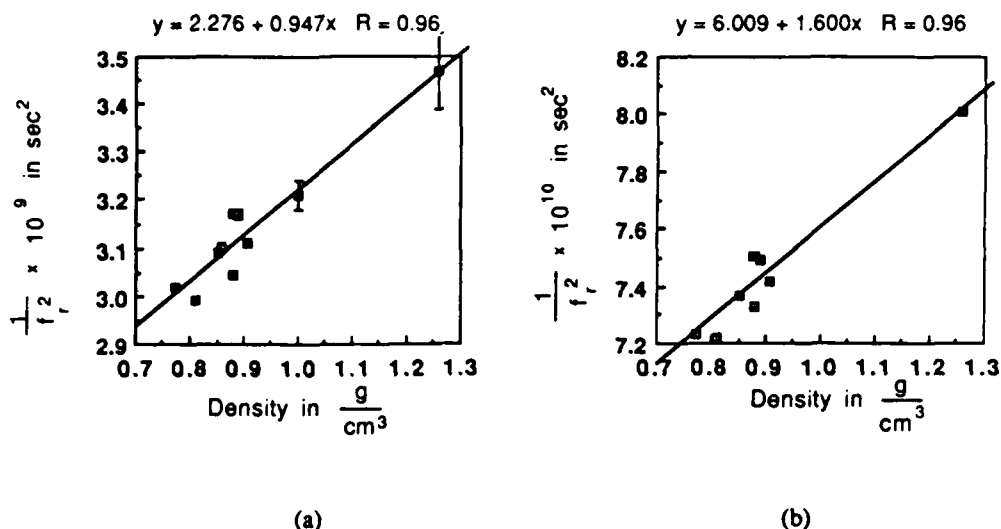 y = 2.276 + 0.947x R = 0.96
3.5
3.4
3.3
3.2
3.1
3.0
2.9
0.7 0.8 0.9 1.0 1.1 1.2 1.3
1/f_r^2 × 10^9 in sec^2
Density in g/cm^3
(a)
y = 6.009 + 1.600x R = 0.96
8.2
8.0
7.8
7.6
7.4
7.2
0.7 0.8 0.9 1.0 1.1 1.2 1.3
1/f_r^2 × 10^10 in sec^2
Density in g/cm^3
(b)